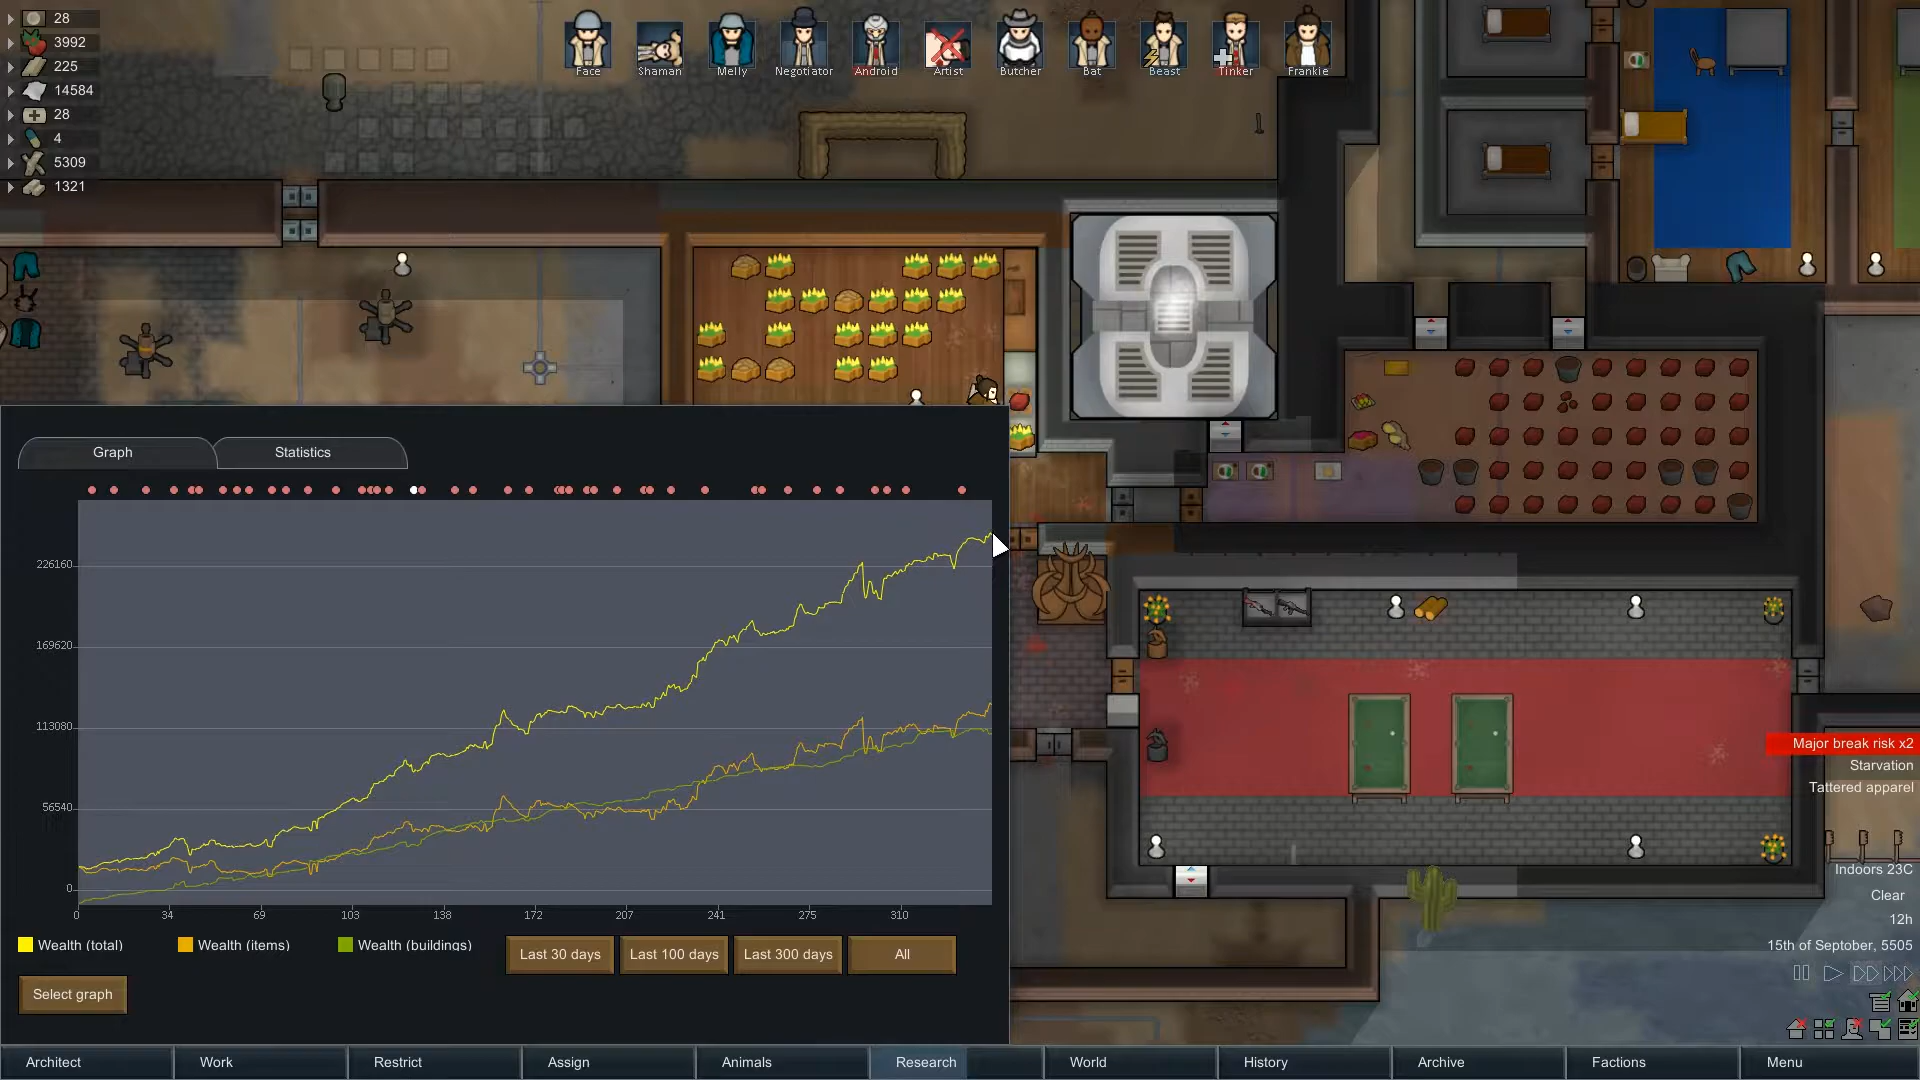 28
3992
225
14584
28
4
5309
1321
Face
Shaman
Melly
Negotiator
Android
Artist
Butcher
Bat
Beast
Tinker
Frankie
Graph
Statistics
226160
169620
113080
56540
0
0
34
69
103
138
172
207
241
275
310
Wealth (total)
Wealth (items)
Wealth (buildings)
Last 30 days
Last 100 days
Last 300 days
All
Select graph
Major break risk x2
Starvation
Tattered apparel
Indoors 23C
Clear
12h
15th of Septober, 5505
Architect
Work
Restrict
Assign
Animals
Research
World
History
Archive
Factions
Menu